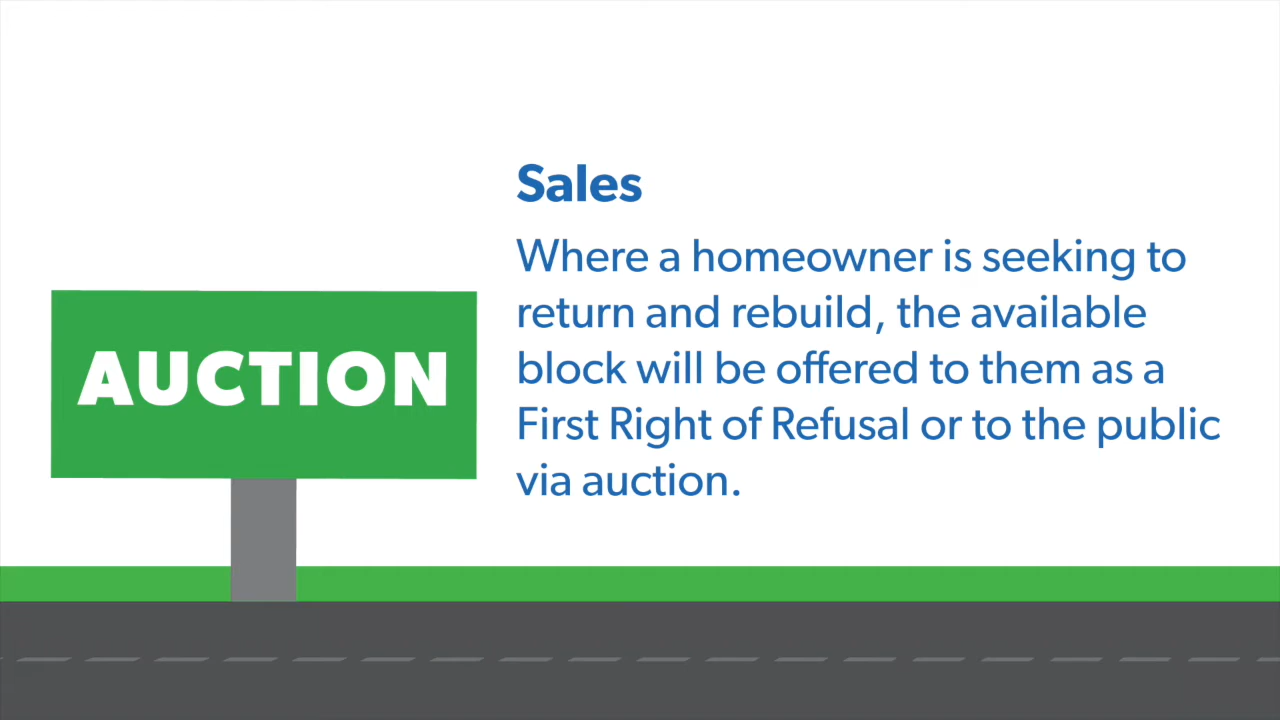 Sales
Where a homeowner is seeking to
return and rebuild, the available
block will be offered to them as a
First Right of Refusal or to the public
via auction.
AUCTION